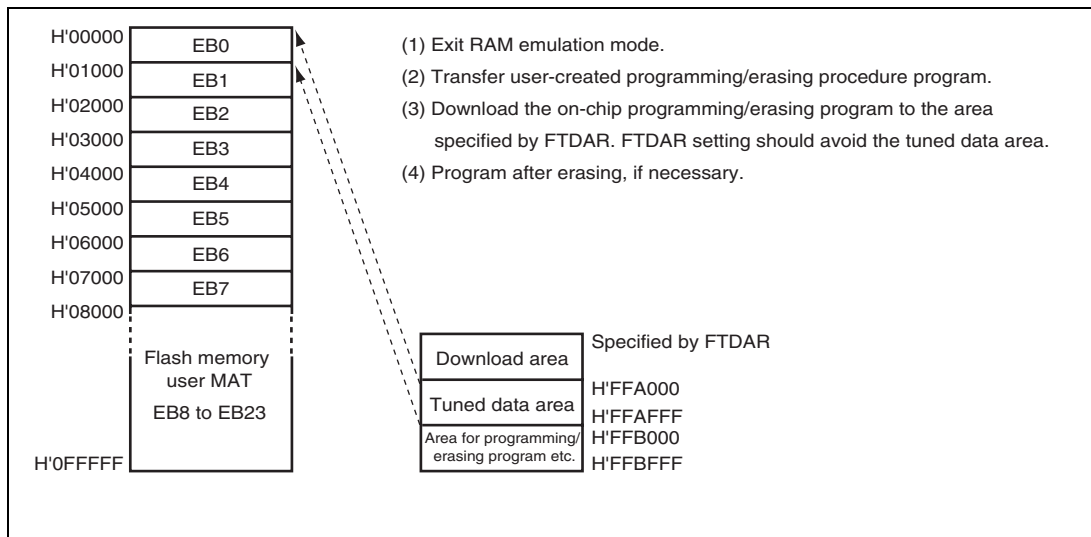 H'00000
EB0
H'01000
EB1
H'02000
EB2
H'03000
EB3
H'04000
EB4
H'05000
EB5
H'06000
EB6
H'07000
EB7
H'08000
Flash memory
user MAT
EB8 to EB23
H'0FFFFF
(1) Exit RAM emulation mode.
(2) Transfer user-created programming/erasing procedure program.
(3) Download the on-chip programming/erasing program to the area
specified by FTDAR. FTDAR setting should avoid the tuned data area.
(4) Program after erasing, if necessary.
Specified by FTDAR
Download area
H'FFA000
Tuned data area
H'FFAFFF
H'FFB000
Area for programming/
erasing program etc.
H'FFBFFF